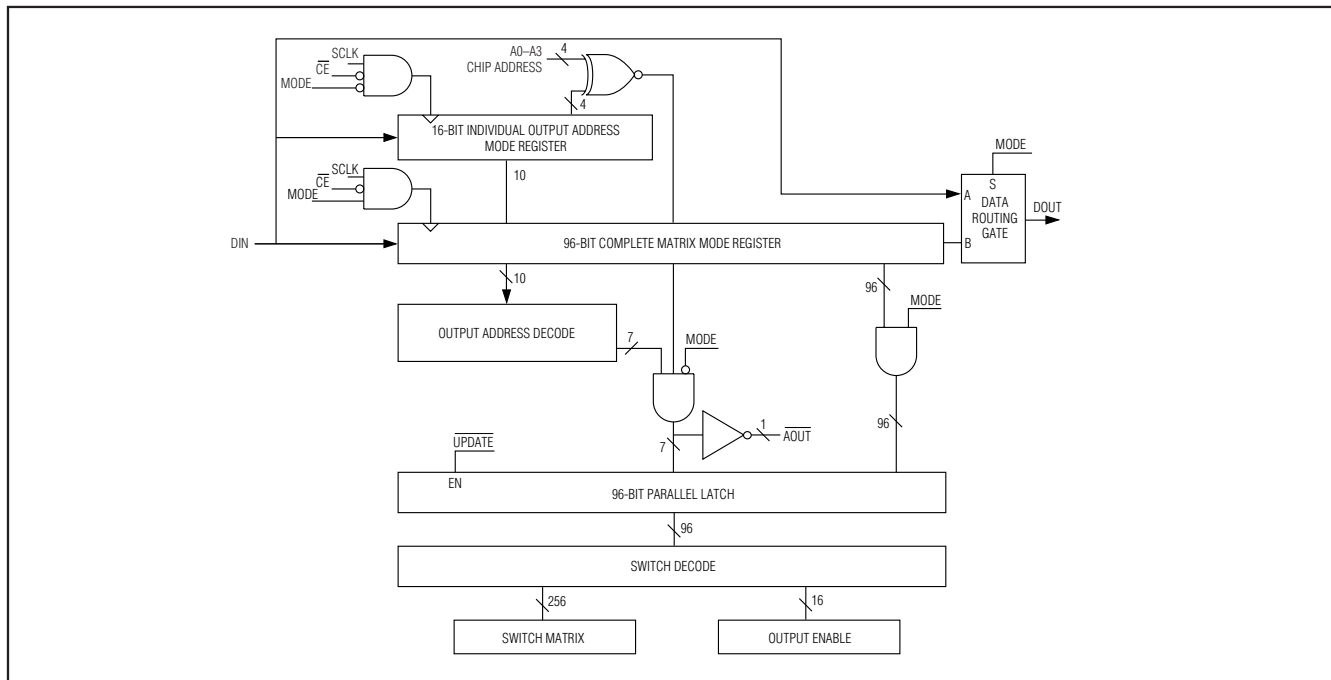 SCLK
CE
MODE
A0–A3
CHIP ADDRESS
4
4
16-BIT INDIVIDUAL OUTPUT ADDRESS
MODE REGISTER
MODE
SCLK
CE
MODE
10
S
A
DATA
ROUTING
GATE
B
DOUT
DIN
96-BIT COMPLETE MATRIX MODE REGISTER
10
96
MODE
OUTPUT ADDRESS DECODE
7
MODE
96
1
AOUT
7
UPDATE
EN
96-BIT PARALLEL LATCH
96
SWITCH DECODE
256
16
SWITCH MATRIX
OUTPUT ENABLE